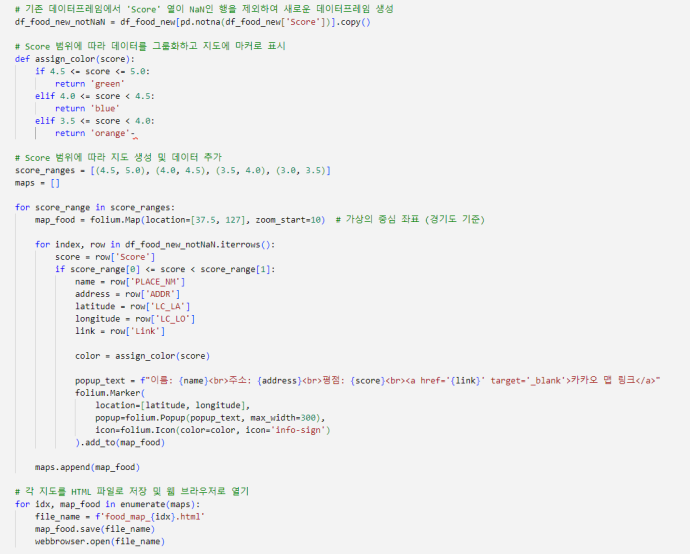 # 기존 데이터프레임에서 'Score' 열이 NaN인 행을 제외하여 새로운 데이터프레임 생성
df_food_new_notNaN = df_food_new[pd.notna(df_food_new['Score'])].copy()
# Score 범위에 따라 데이터를 그룹화하고 지도에 마커로 표시
def assign_color(score):
    if 4.5 <= score <= 5.0:
        return 'green'
    elif 4.0 <= score < 4.5:
        return 'blue'
    elif 3.5 <= score < 4.0:
        return 'orange'-
# Score 범위에 따라 지도 생성 및 데이터 추가
score_ranges = [(4.5, 5.0), (4.0, 4.5), (3.5, 4.0), (3.0, 3.5)]
maps = []
for score_range in score_ranges:
    map_food = folium.Map(location=[37.5, 127], zoom_start=10)  # 가상의 중심 좌표 (경기도 기준)
    for index, row in df_food_new_notNaN.iterrows():
        score = row['Score']
        if score_range[0] <= score < score_range[1]:
            name = row['PLACE_NM']
            address = row['ADDR']
            latitude = row['LC_LA']
            longitude = row['LC_LO']
            link = row['Link']
            color = assign_color(score)
            popup_text = f"이름: {name}<br>주소: {address}<br>평점: {score}<br><a href='{link}' target='_blank'>카카오 맵 링크</a>"
            folium.Marker(
                location=[latitude, longitude],
                popup=folium.Popup(popup_text, max_width=300),
                icon=folium.Icon(color=color, icon='info-sign')
            ).add_to(map_food)
    maps.append(map_food)
# 각 지도를 HTML 파일로 저장 및 웹 브라우저로 열기
for idx, map_food in enumerate(maps):
    file_name = f'food_map_{idx}.html'
    map_food.save(file_name)
    webbrowser.open(file_name)